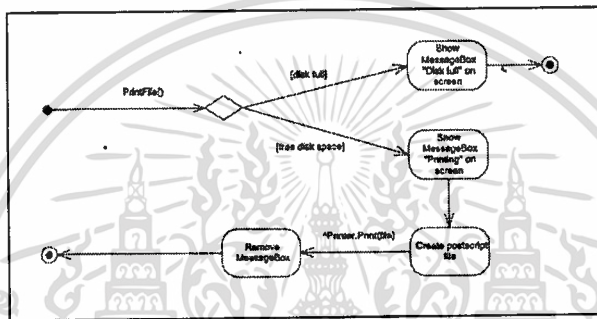 PrintFile()
[disk full]
Show
MessageBox
"Disk full" on
screen
[free disk space]
Show
MessageBox
"Printing" on
screen
Create postscript
file
^Printer.Print(file)
Remove
MessageBox